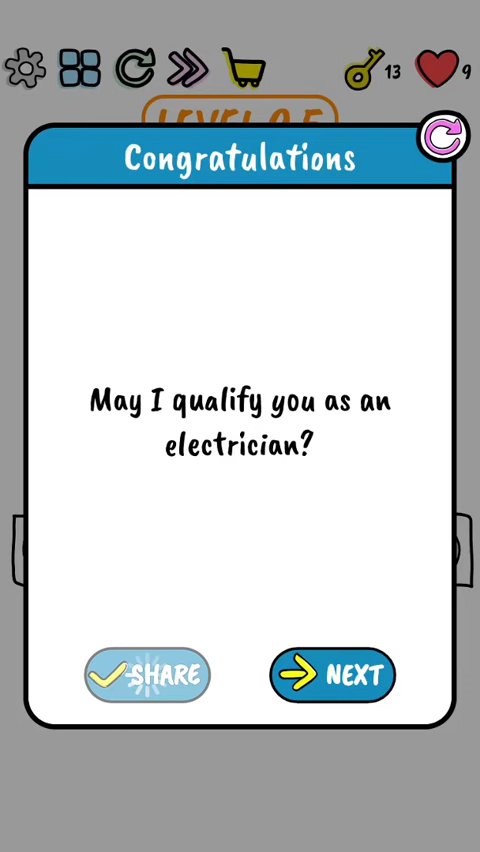 13
9
Congratulations
May I qualify you as an
electrician?
SHARE
NEXT